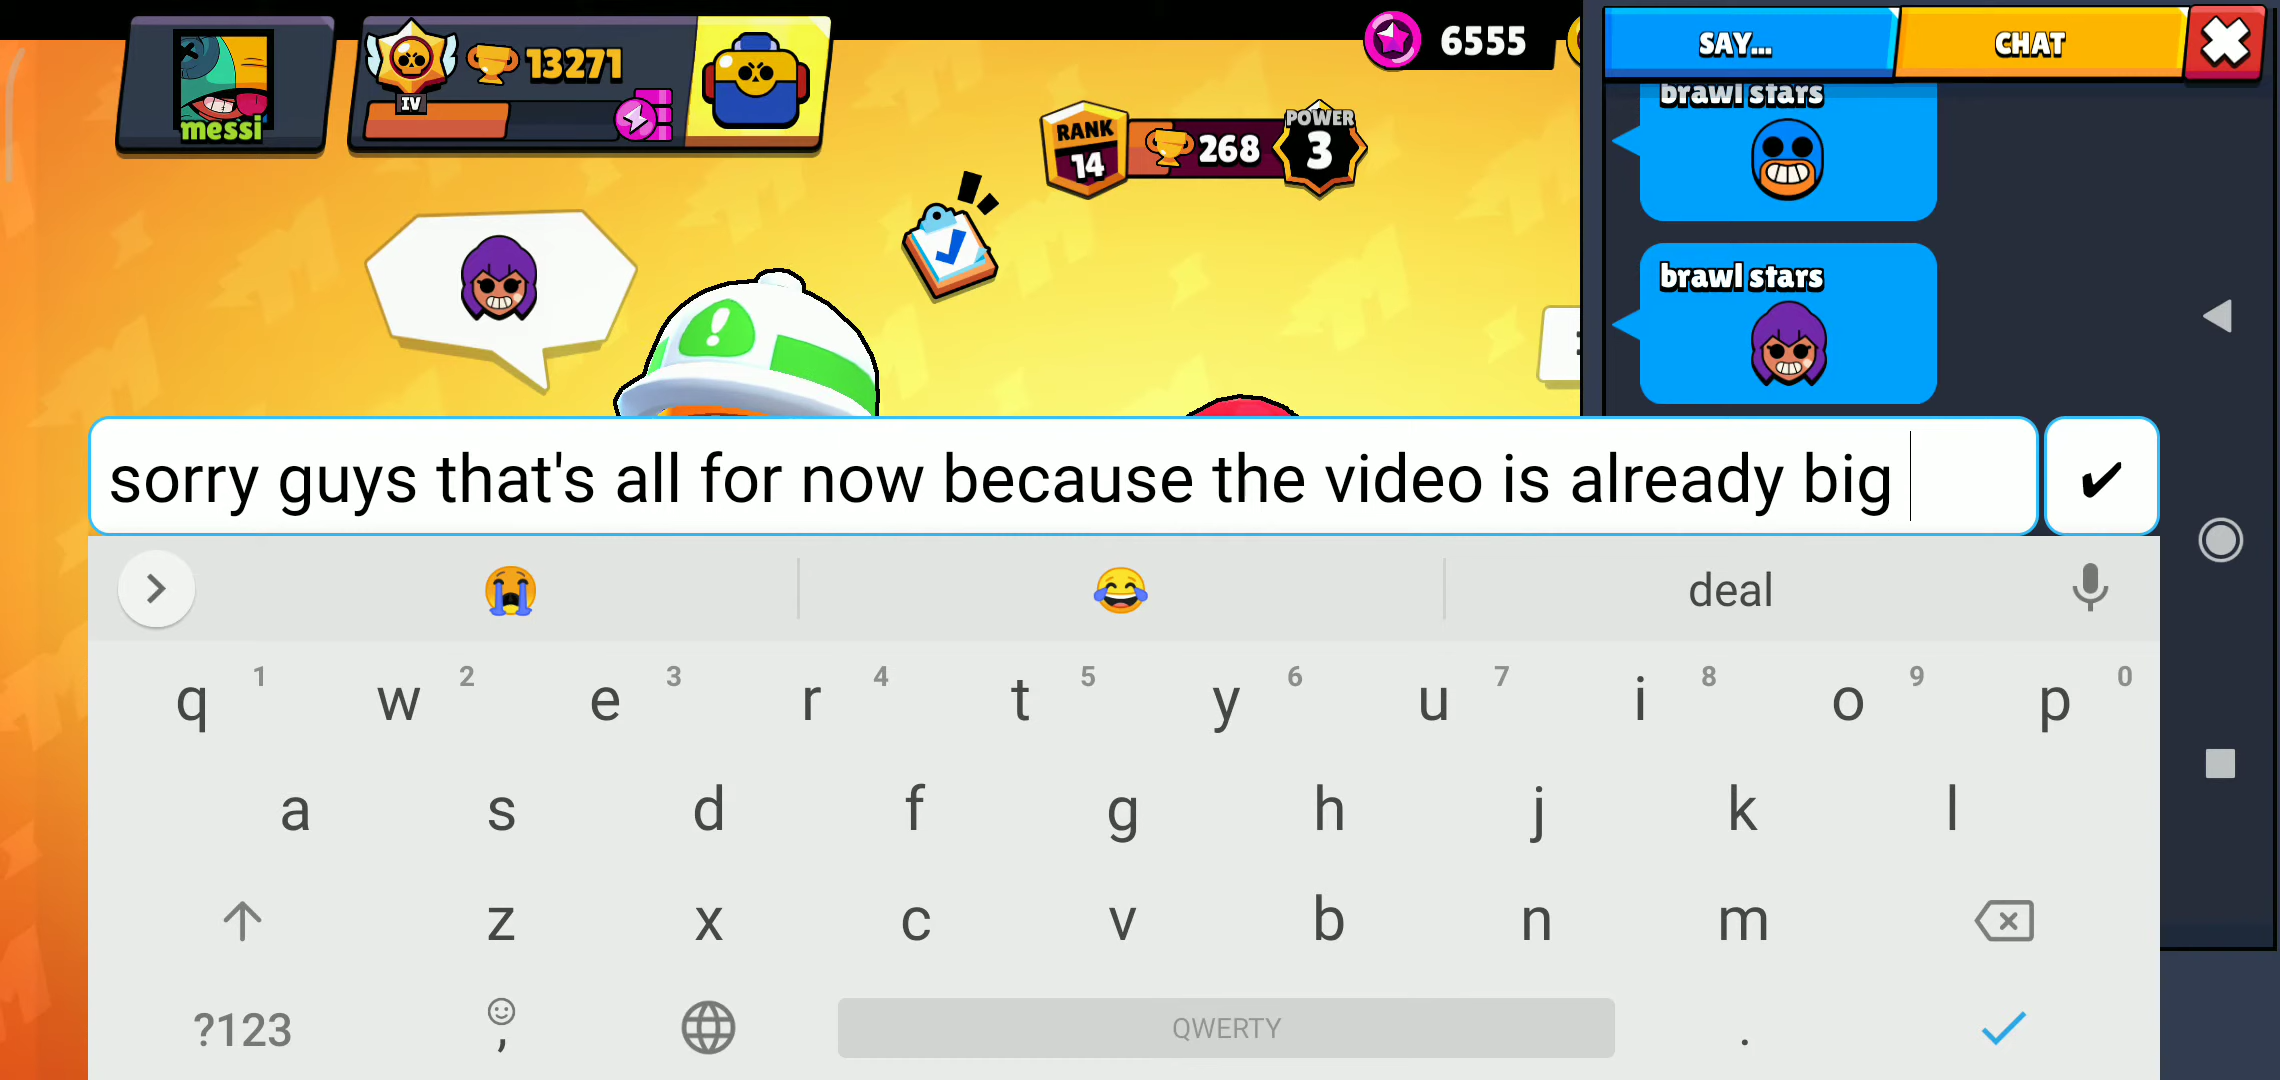 messi
IV
13271
6555
SAY...
CHAT
RANK
14
268
POWER
3
brawl stars
brawl stars
sorry guys that's all for now because the video is already big
deal
q 1 w 2 e 3 r 4 t 5 y 6 u 7 i 8 o 9 p 0
a s d f g h j k l
z x c v b n m
?123 , QWERTY .